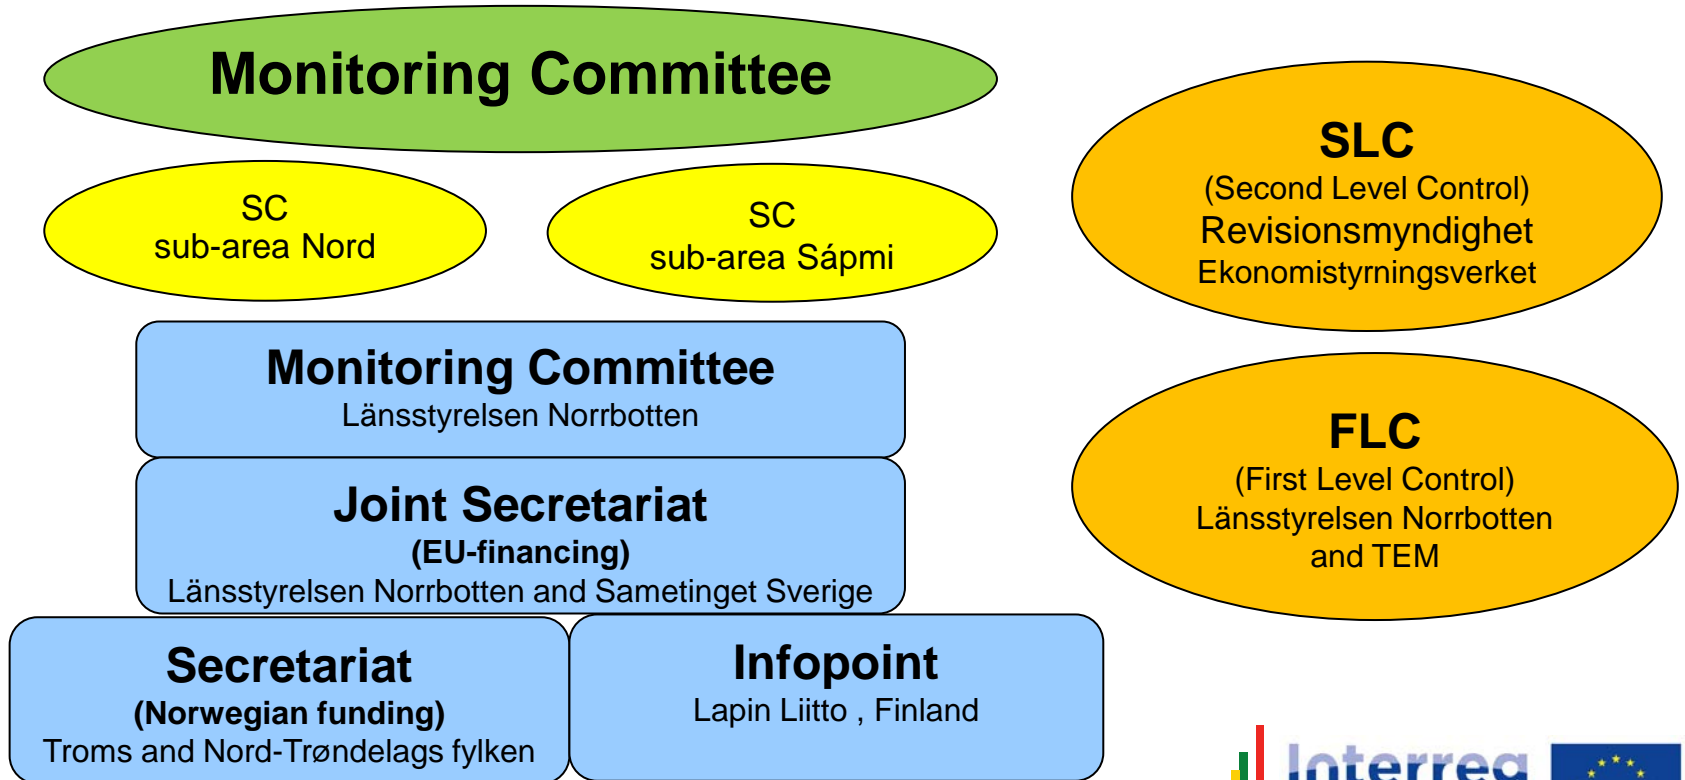 Monitoring Committee
SC
sub-area Nord
SC
sub-area Sápmi
Monitoring Committee
Länsstyrelsen Norrbotten
Joint Secretariat
(EU-financing)
Länsstyrelsen Norrbotten and Sametinget Sverige
Secretariat
(Norwegian funding)
Troms and Nord-Trøndelags fylken
Infopoint
Lapin Liitto , Finland
SLC
(Second Level Control)
Revisionsmyndighet
Ekonomistyrningsverket
FLC
(First Level Control)
Länsstyrelsen Norrbotten
and TEM
Interreg